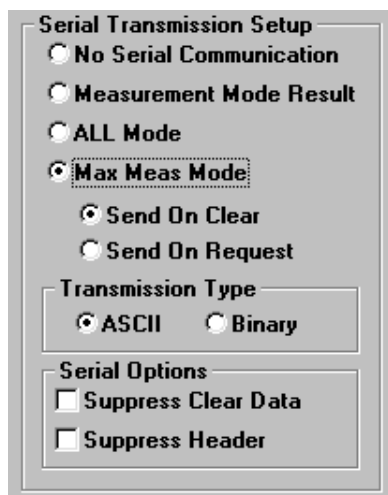 Serial Transmission Setup
No Serial Communication
Measurement Mode Result
ALL Mode
Max Meas Mode
Send On Clear
Send On Request
Transmission Type
ASCII Binary
Serial Options
Suppress Clear Data
Suppress Header